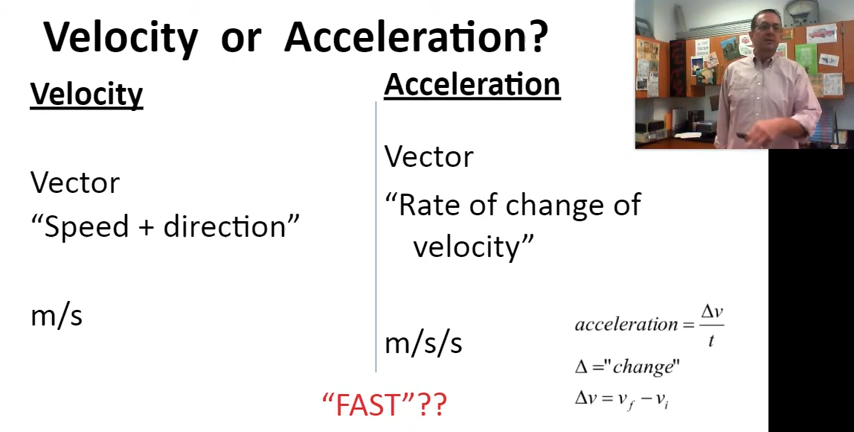 Velocity or Acceleration?
Velocity
Vector
“Speed + direction”
m/s
Acceleration
Vector
“Rate of change of
velocity”
m/s/s
“FAST”??
acceleration = Δv / t
Δ ="change"
Δv = v_f − v_i